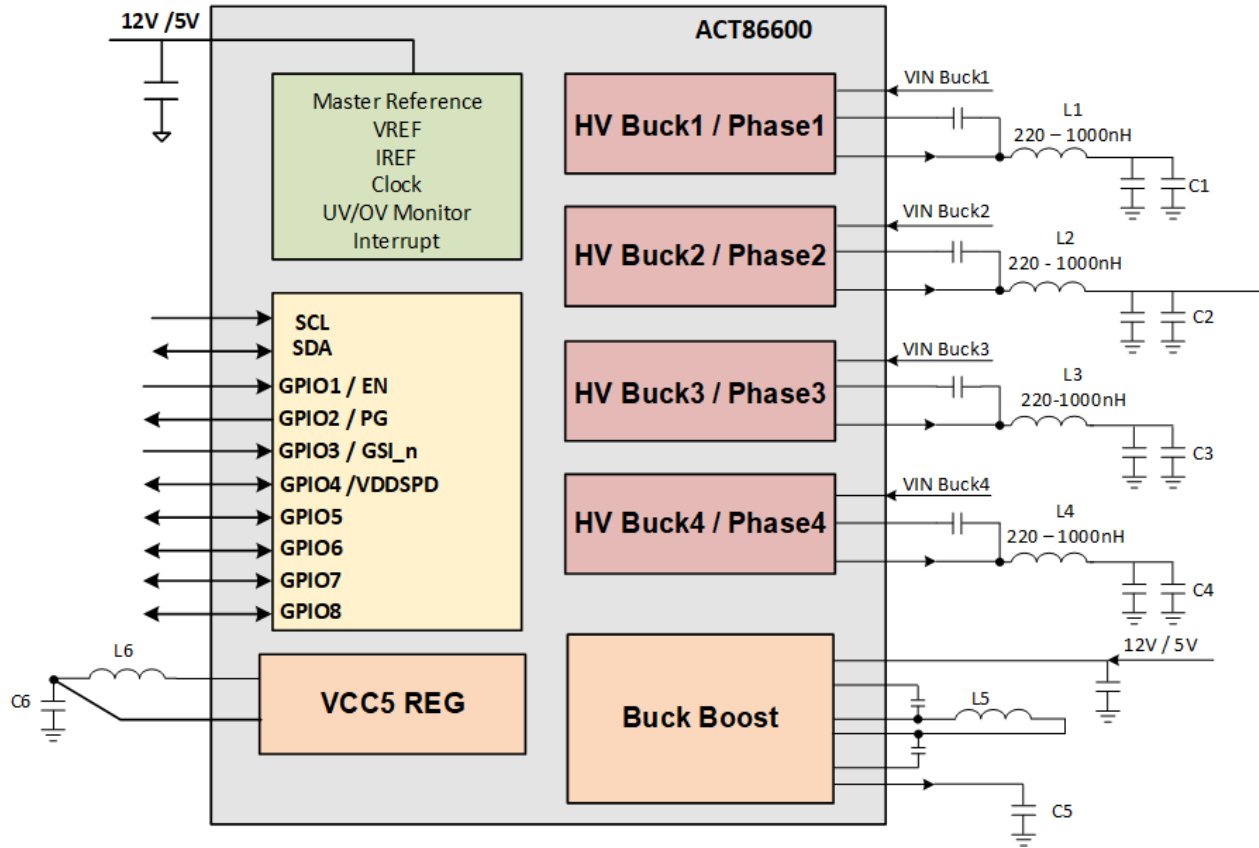 12V /5V
ACT86600
Master Reference
VREF
IREF
Clock
UV/OV Monitor
Interrupt
HV Buck1 / Phase1
VIN Buck1
L1
220 – 1000nH
C1
HV Buck2 / Phase2
VIN Buck2
L2
220 - 1000nH
C2
SCL
SDA
GPIO1 / EN
GPIO2 / PG
GPIO3 / GSI_n
GPIO4 /VDDSPD
GPIO5
GPIO6
GPIO7
GPIO8
HV Buck3 / Phase3
VIN Buck3
L3
220-1000nH
C3
HV Buck4 / Phase4
VIN Buck4
L4
220 – 1000nH
C4
L6
C6
VCC5 REG
Buck Boost
12V / 5V
L5
C5